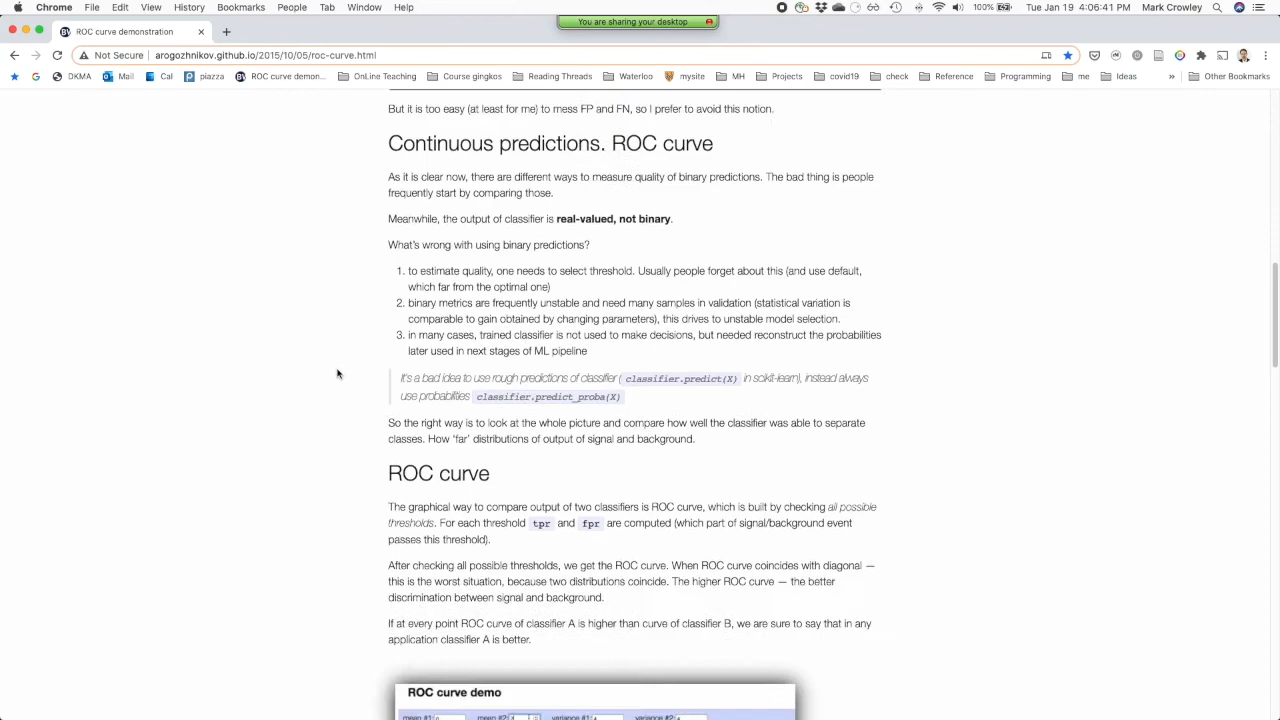 Chrome File Edit View History Bookmarks People Tab Window Help
You are sharing your desktop
100% Tue Jan 19 4:06:41 PM Mark Crowley
ROC curve demonstration
Not Secure arogozhnikov.github.io/2015/10/05/roc-curve.html
DKMA Mail Cal piazza ROC curve demon... OnLine Teaching Course gingkos Reading Threads Waterloo mysite MH Projects covid19 check Reference Programming me Ideas » Other Bookmarks
But it is too easy (at least for me) to mess FP and FN, so I prefer to avoid this notion.
Continuous predictions. ROC curve
As it is clear now, there are different ways to measure quality of binary predictions. The bad thing is people
frequently start by comparing those.
Meanwhile, the output of classifier is real-valued, not binary.
What's wrong with using binary predictions?
1. to estimate quality, one needs to select threshold. Usually people forget about this (and use default,
which far from the optimal one)
2. binary metrics are frequently unstable and need many samples in validation (statistical variation is
comparable to gain obtained by changing parameters), this drives to unstable model selection.
3. in many cases, trained classifier is not used to make decisions, but needed reconstruct the probabilities
later used in next stages of ML pipeline
It's a bad idea to use rough predictions of classifier ( classifier.predict(X) in scikit-learn), instead always
use probabilities classifier.predict_proba(X)
So the right way is to look at the whole picture and compare how well the classifier was able to separate
classes. How 'far' distributions of output of signal and background.
ROC curve
The graphical way to compare output of two classifiers is ROC curve, which is built by checking all possible
thresholds. For each threshold tpr and fpr are computed (which part of signal/background event
passes this threshold).
After checking all possible thresholds, we get the ROC curve. When ROC curve coincides with diagonal —
this is the worst situation, because two distributions coincide. The higher ROC curve — the better
discrimination between signal and background.
If at every point ROC curve of classifier A is higher than curve of classifier B, we are sure to say that in any
application classifier A is better.
ROC curve demo
mean #1: 0 mean #2: variance #1: 4 variance #2: 4